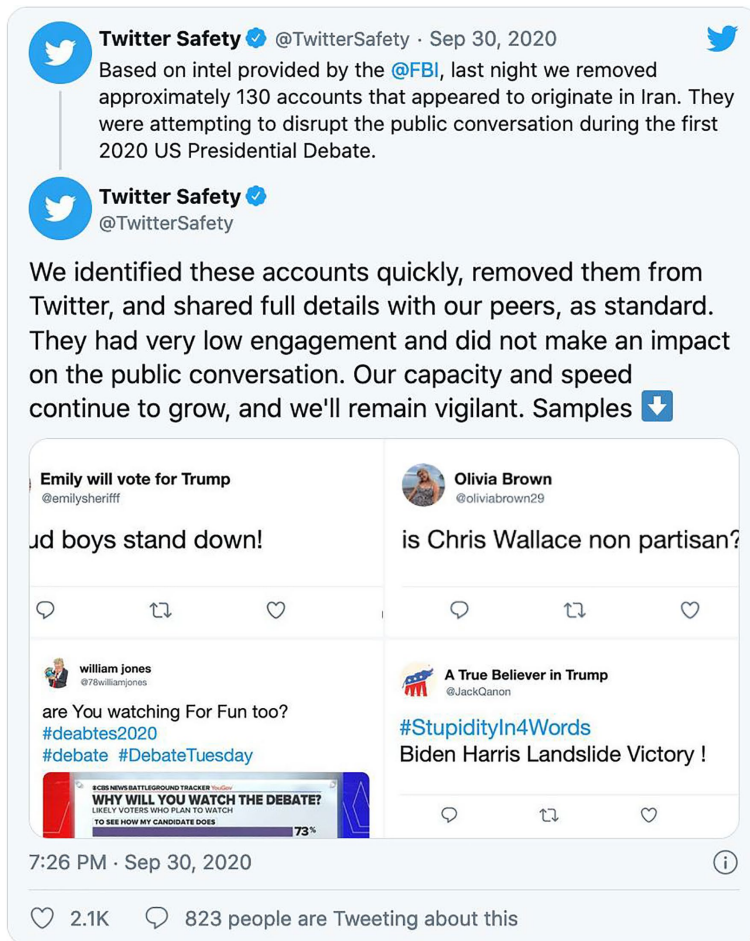 Twitter Safety @TwitterSafety · Sep 30, 2020
Based on intel provided by the @FBI, last night we removed
approximately 130 accounts that appeared to originate in Iran. They
were attempting to disrupt the public conversation during the first
2020 US Presidential Debate.
Twitter Safety
@TwitterSafety
We identified these accounts quickly, removed them from
Twitter, and shared full details with our peers, as standard.
They had very low engagement and did not make an impact
on the public conversation. Our capacity and speed
continue to grow, and we'll remain vigilant. Samples
Emily will vote for Trump
@emilysherifff
ud boys stand down!
Olivia Brown
@oliviabrown29
is Chris Wallace non partisan?
william jones
@78williamjones
are You watching For Fun too?
#deabtes2020
#debate #DebateTuesday
CBS NEWS BATTLEGROUND TRACKER YouGov
WHY WILL YOU WATCH THE DEBATE?
LIKELY VOTERS WHO PLAN TO WATCH
TO SEE HOW MY CANDIDATE DOES
73%
A True Believer in Trump
@JackQanon
#StupidityIn4Words
Biden Harris Landslide Victory !
7:26 PM · Sep 30, 2020
2.1K 823 people are Tweeting about this